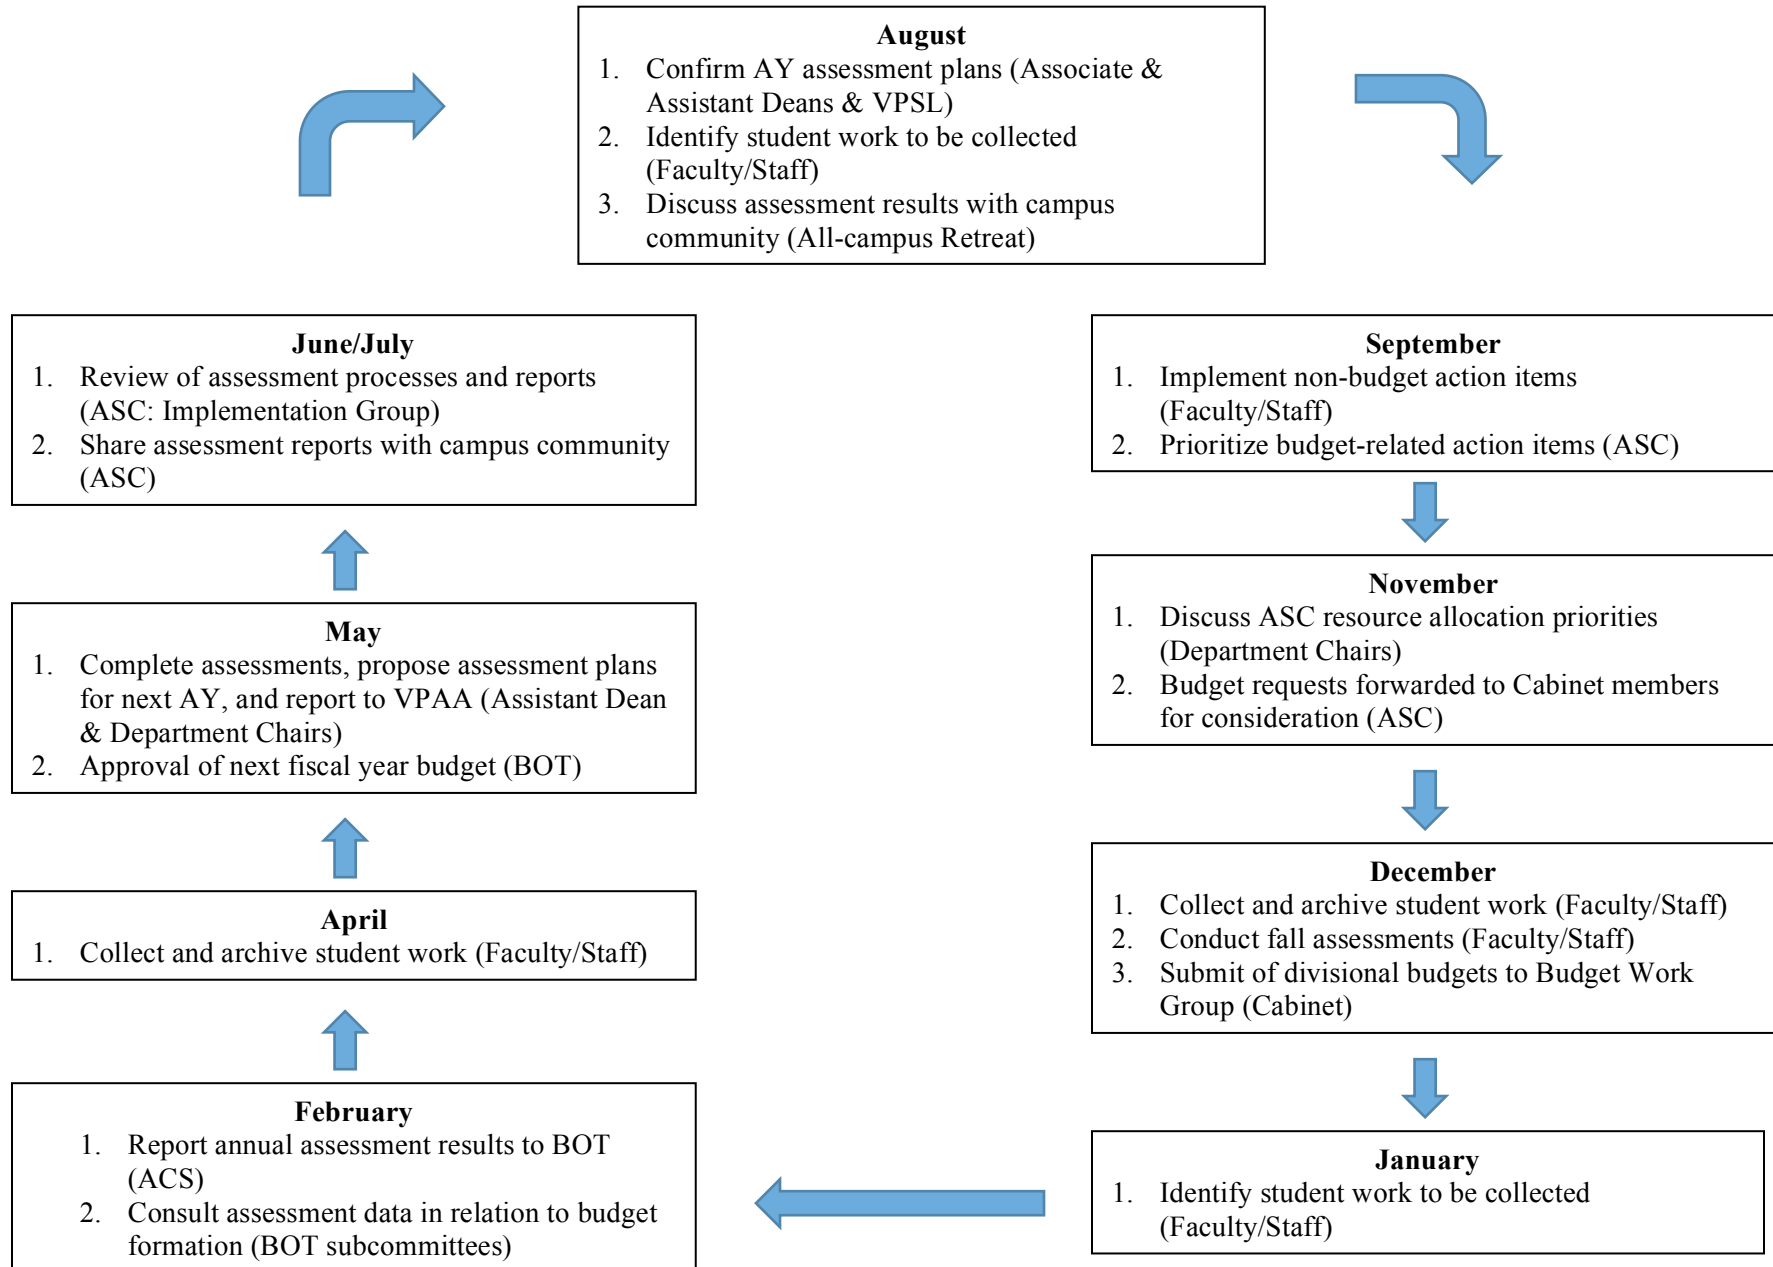 August
1. Confirm AY assessment plans (Associate &
Assistant Deans & VPSL)
2. Identify student work to be collected
(Faculty/Staff)
3. Discuss assessment results with campus
community (All-campus Retreat)
September
1. Implement non-budget action items
(Faculty/Staff)
2. Prioritize budget-related action items (ASC)
November
1. Discuss ASC resource allocation priorities
(Department Chairs)
2. Budget requests forwarded to Cabinet members
for consideration (ASC)
December
1. Collect and archive student work (Faculty/Staff)
2. Conduct fall assessments (Faculty/Staff)
3. Submit of divisional budgets to Budget Work
Group (Cabinet)
January
1. Identify student work to be collected
(Faculty/Staff)
February
1. Report annual assessment results to BOT
(ACS)
2. Consult assessment data in relation to budget
formation (BOT subcommittees)
April
1. Collect and archive student work (Faculty/Staff)
May
1. Complete assessments, propose assessment plans
for next AY, and report to VPAA (Assistant Dean
& Department Chairs)
2. Approval of next fiscal year budget (BOT)
June/July
1. Review of assessment processes and reports
(ASC: Implementation Group)
2. Share assessment reports with campus community
(ASC)